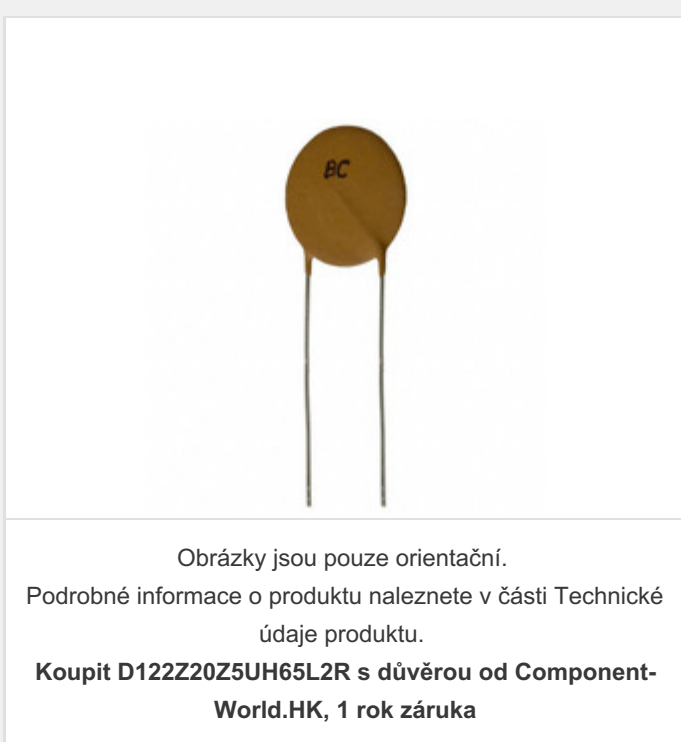 BC
Obrázky jsou pouze orientační.
Podrobné informace o produktu naleznete v části Technické
údaje produktu.
Koupit D122Z20Z5UH65L2R s důvěrou od Component-
World.HK, 1 rok záruka